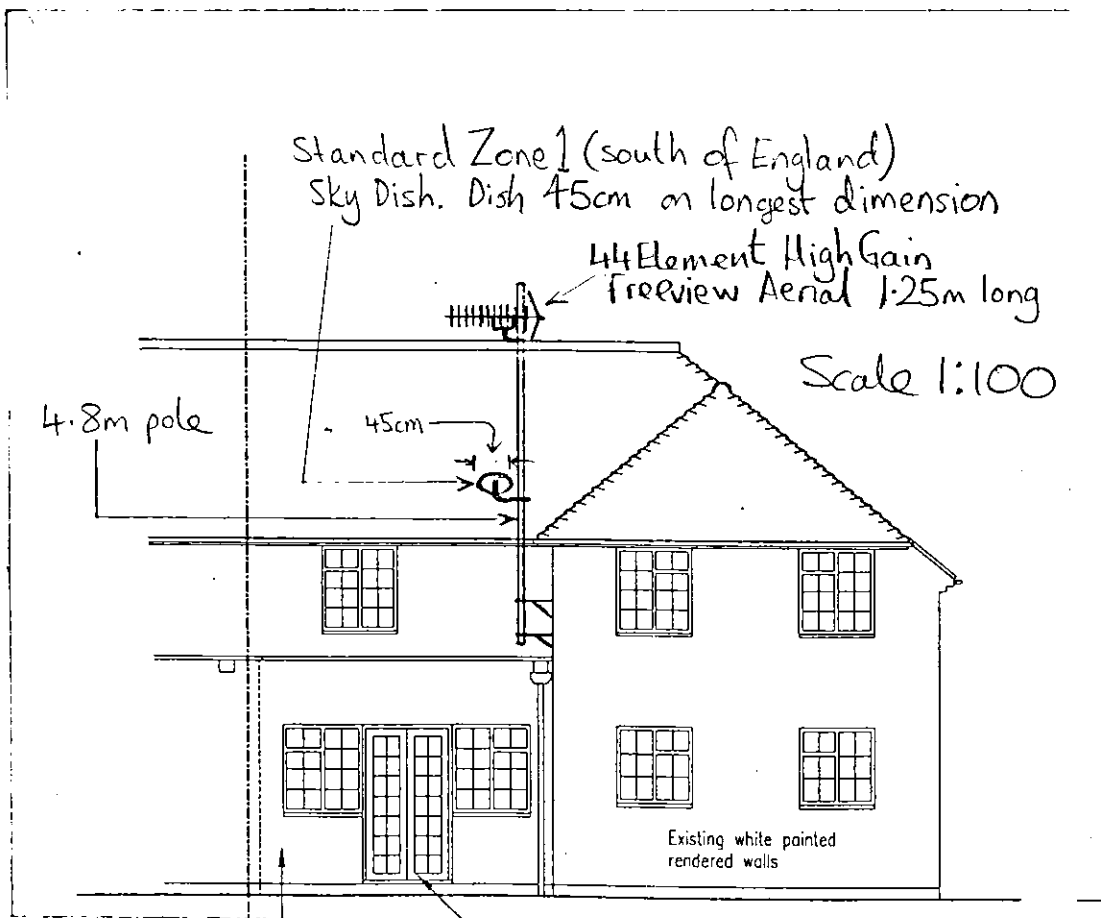 Standard Zone 1 (south of England)
Sky Dish. Dish 45cm on longest dimension
44 Element High Gain
Freeview Aerial 1.25m long
Scale 1:100
4.8m pole
45cm
Existing white painted
rendered walls